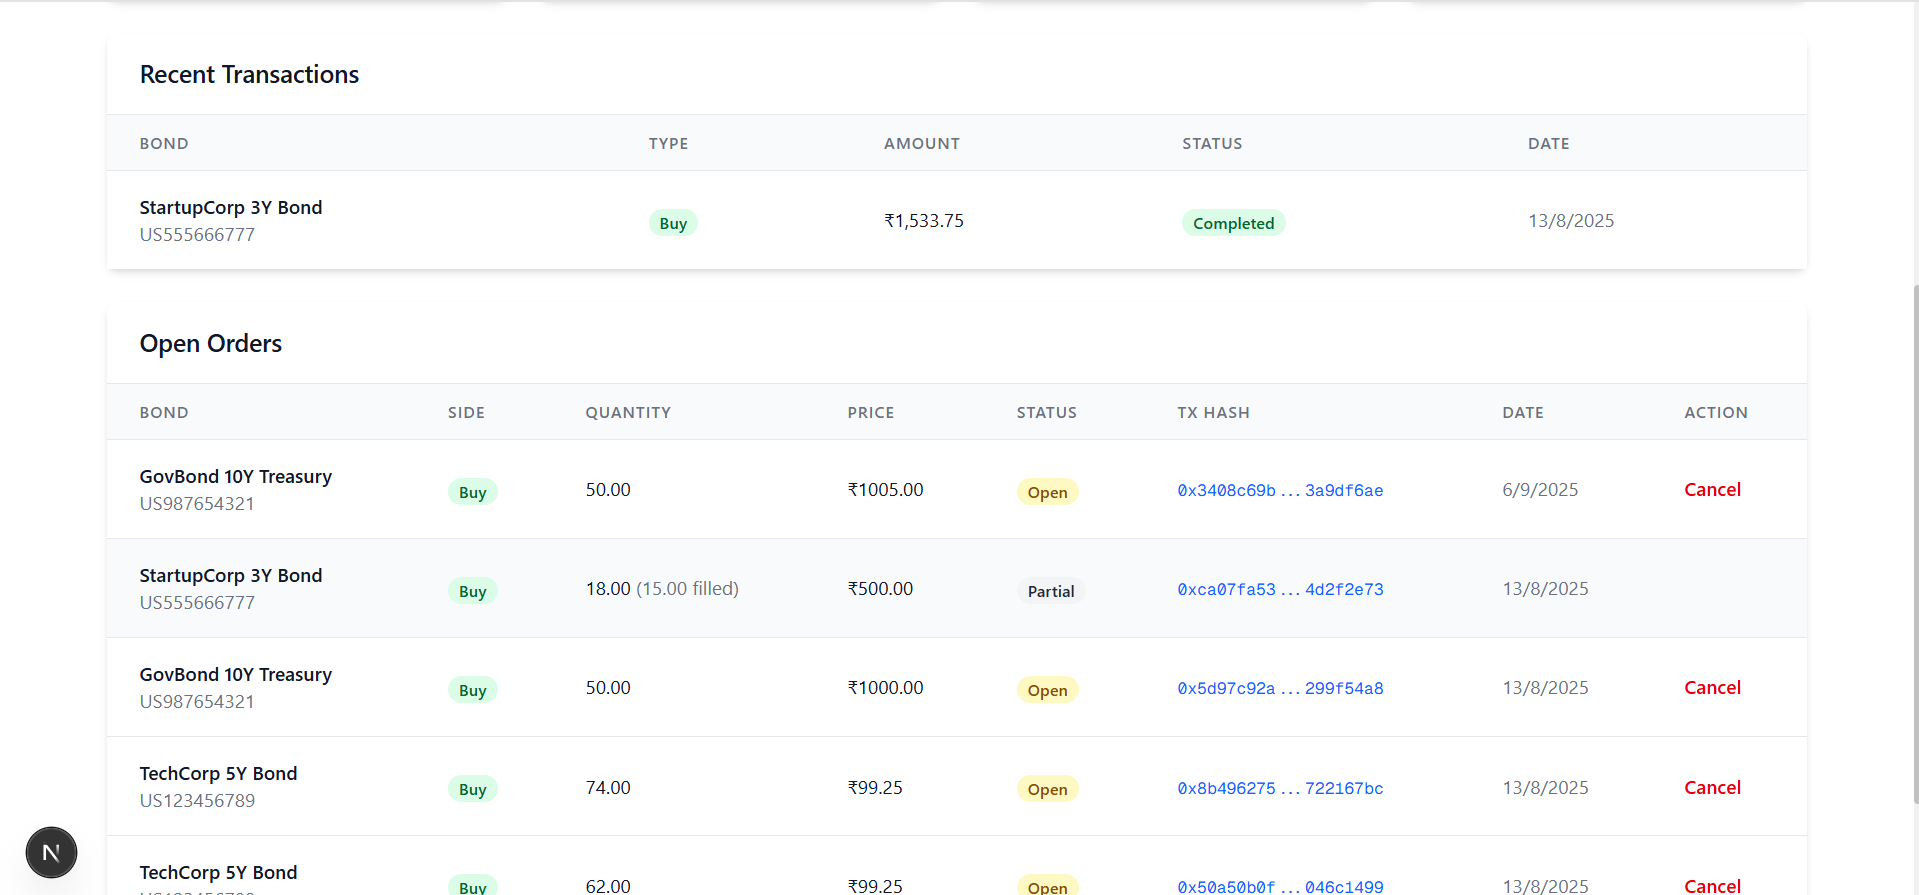 Recent Transactions
BOND TYPE AMOUNT STATUS DATE
StartupCorp 3Y Bond
US555666777
Buy ₹1,533.75 Completed 13/8/2025
Open Orders
BOND SIDE QUANTITY PRICE STATUS TX HASH DATE ACTION
GovBond 10Y Treasury
US987654321
Buy 50.00 ₹1005.00 Open 0x3408c69b...3a9df6ae 6/9/2025 Cancel
StartupCorp 3Y Bond
US555666777
Buy 18.00 (15.00 filled) ₹500.00 Partial 0xca07fa53...4d2f2e73 13/8/2025
GovBond 10Y Treasury
US987654321
Buy 50.00 ₹1000.00 Open 0x5d97c92a...299f54a8 13/8/2025 Cancel
TechCorp 5Y Bond
US123456789
Buy 74.00 ₹99.25 Open 0x8b496275...722167bc 13/8/2025 Cancel
TechCorp 5Y Bond
Buy 62.00 ₹99.25 Open 0x50a50b0f...046c1499 13/8/2025 Cancel
N